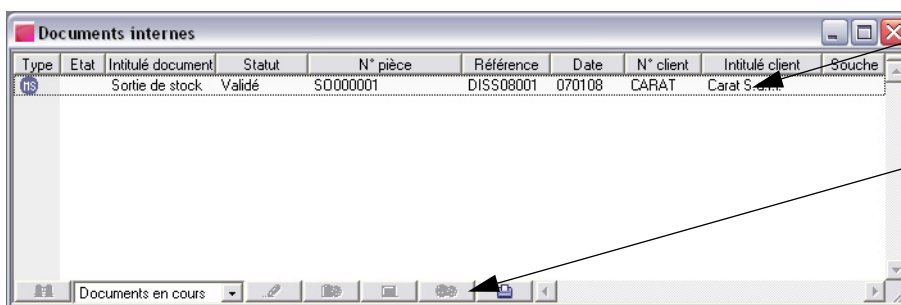 Documents internes
Type Etat Intitulé document Statut N° pièce Référence Date N° client Intitulé client Souche
Sortie de stock Validé SO000001 DISS08001 070108 CARAT Carat S.a.r.l.
Documents en cours